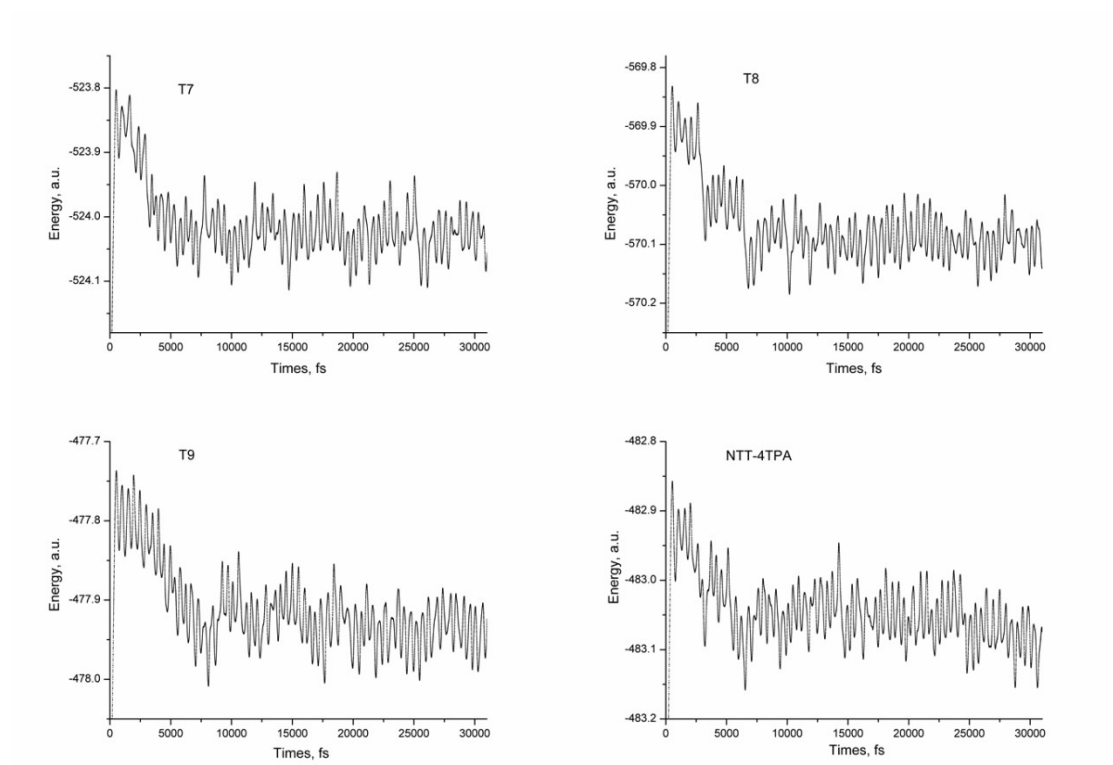 T7
Energy, a.u.
-523.8
-523.9
-524.0
-524.1
0 5000 10000 15000 20000 25000 30000
Times, fs
T8
Energy, a.u.
-569.8
-569.9
-570.0
-570.1
-570.2
0 5000 10000 15000 20000 25000 30000
Times, fs
T9
Energy, a.u.
-477.7
-477.8
-477.9
-478.0
0 5000 10000 15000 20000 25000 30000
Times, fs
NTT-4TPA
Energy, a.u.
-482.8
-482.9
-483.0
-483.1
-483.2
0 5000 10000 15000 20000 25000 30000
Times, fs